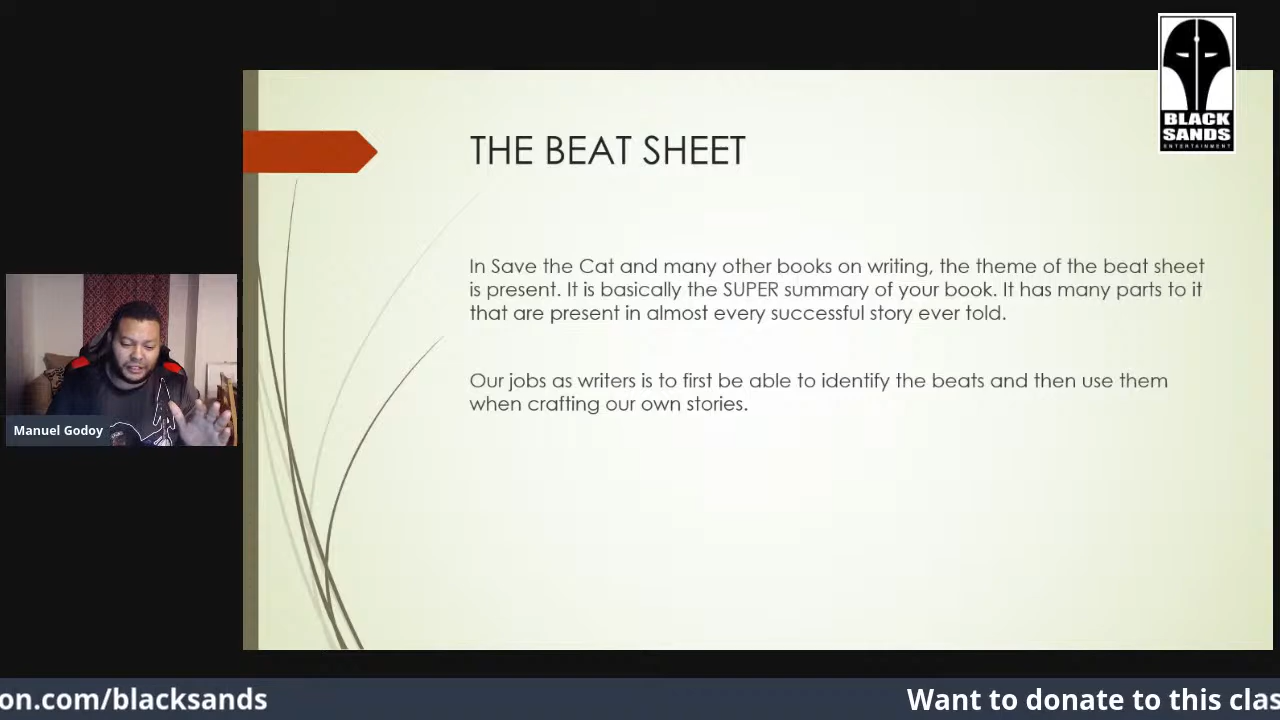 BLACK
SANDS
ENTERTAINMENT
THE BEAT SHEET
In Save the Cat and many other books on writing, the theme of the beat sheet
is present. It is basically the SUPER summary of your book. It has many parts to it
that are present in almost every successful story ever told.
Our jobs as writers is to first be able to identify the beats and then use them
when crafting our own stories.
Manuel Godoy
on.com/blacksands
Want to donate to this clas